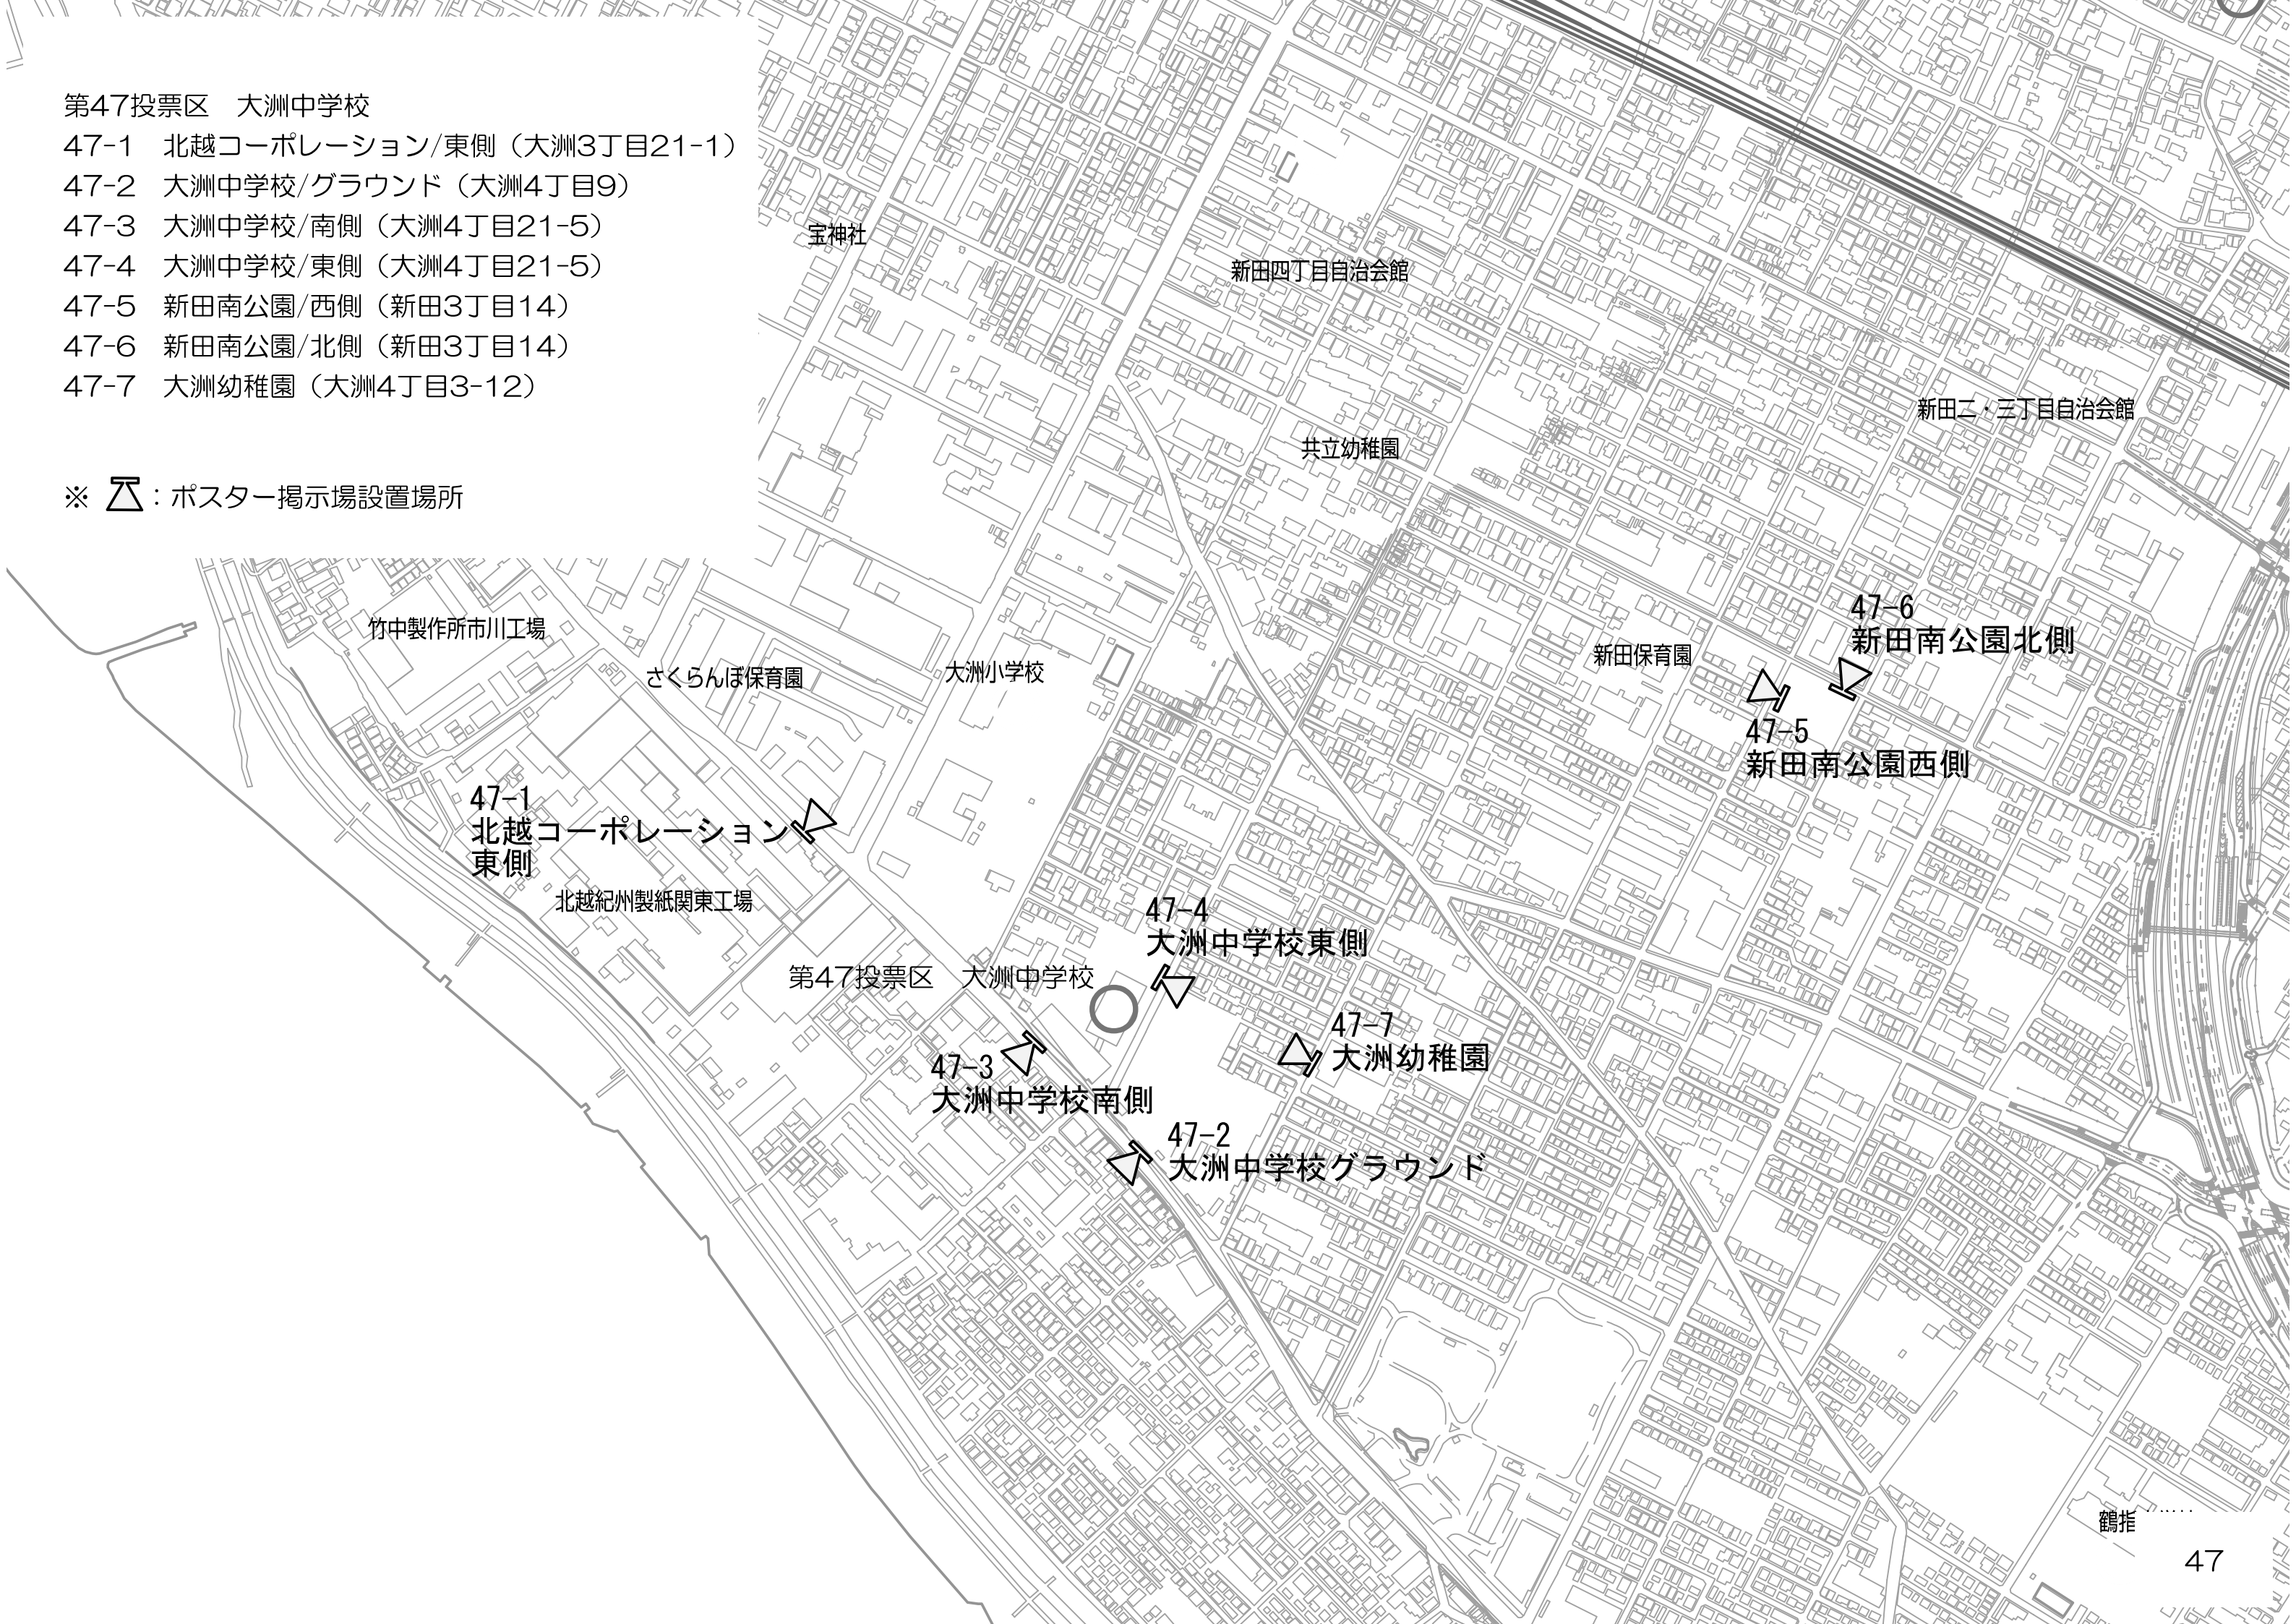 第47投票区　大洲中学校
47-1　北越コーポレーション/東側（大洲3丁目21-1）
47-2　大洲中学校/グラウンド（大洲4丁目9）
47-3　大洲中学校/南側（大洲4丁目21-5）
47-4　大洲中学校/東側（大洲4丁目21-5）
47-5　新田南公園/西側（新田3丁目14）
47-6　新田南公園/北側（新田3丁目14）
47-7　大洲幼稚園（大洲4丁目3-12）
※　：ポスター掲示場設置場所
宝神社
新田四丁目自治会館
新田二・三丁目自治会館
共立幼稚園
竹中製作所市川工場
さくらんぼ保育園
大洲小学校
新田保育園
47-6
新田南公園北側
47-5
新田南公園西側
47-1
北越コーポレーション
東側
北越紀州製紙関東工場
47-4
大洲中学校東側
第47投票区　大洲中学校
47-7
大洲幼稚園
47-3
大洲中学校南側
47-2
大洲中学校グラウンド
鶴指
47